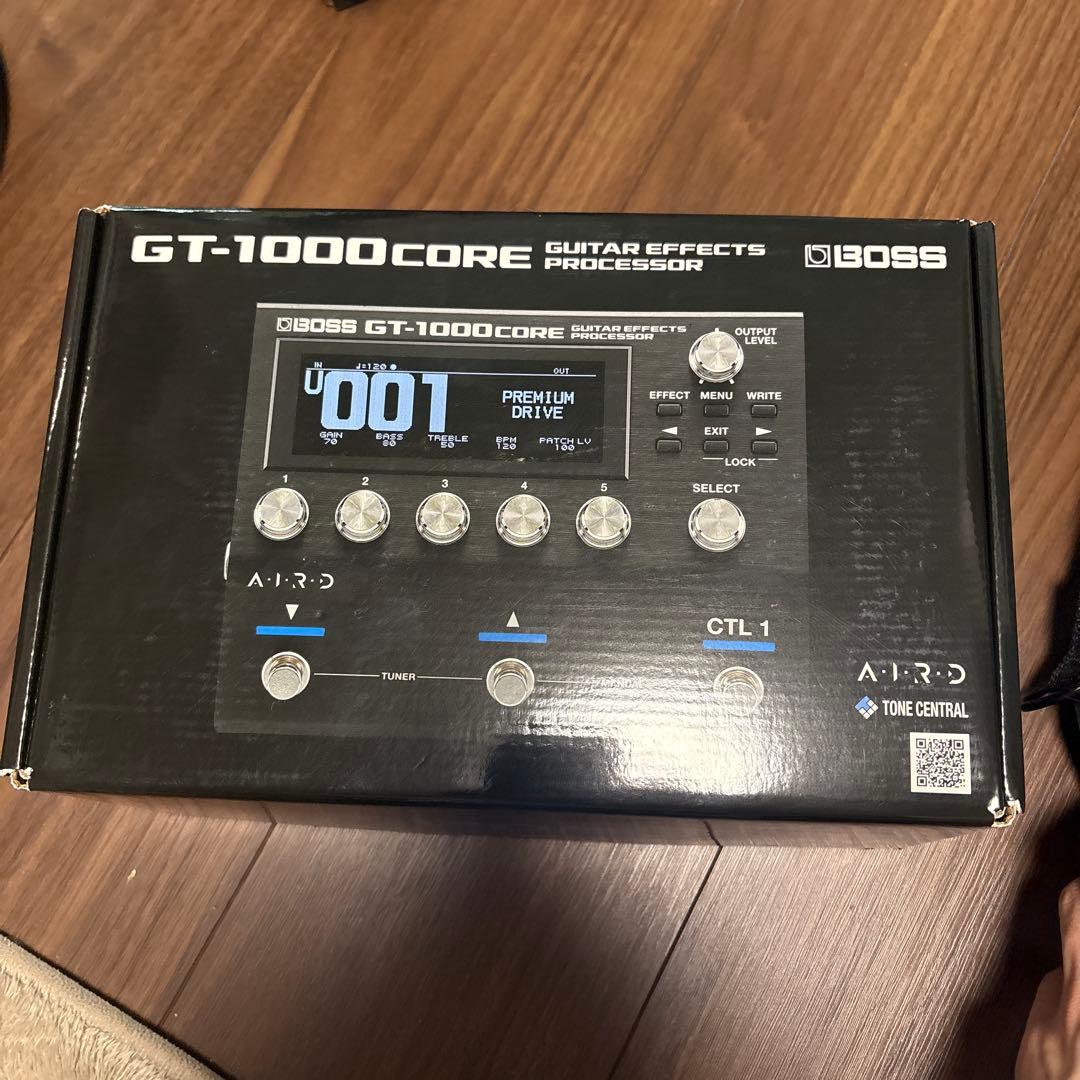 GT-1000CORE GUITAR EFFECTS PROCESSOR BOSS
BOSS GT-1000CORE GUITAR EFFECTS PROCESSOR
OUTPUT LEVEL
IN ♩=120 OUT
U001 PREMIUM DRIVE
GAIN BASS TREBLE BPM PATCH LV
70 50 120 100
EFFECT MENU WRITE
◄ EXIT ►
LOCK
1 2 3 4 5 SELECT
A·I·R·D
▼ ▲ CTL 1
TUNER
A·I·R·D
TONE CENTRAL